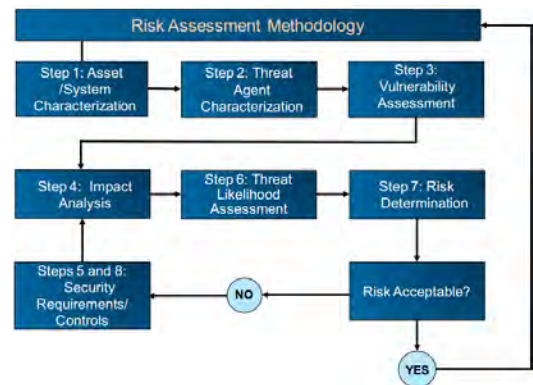 Risk Assessment Methodology
Step 1: Asset
/System
Characterization
Step 2: Threat
Agent
Characterization
Step 3:
Vulnerability
Assessment
Step 4: Impact
Analysis
Step 6: Threat
Likelihood
Assessment
Step 7: Risk
Determination
Steps 5 and 8:
Security
Requirements/
Controls
NO
Risk Acceptable?
YES